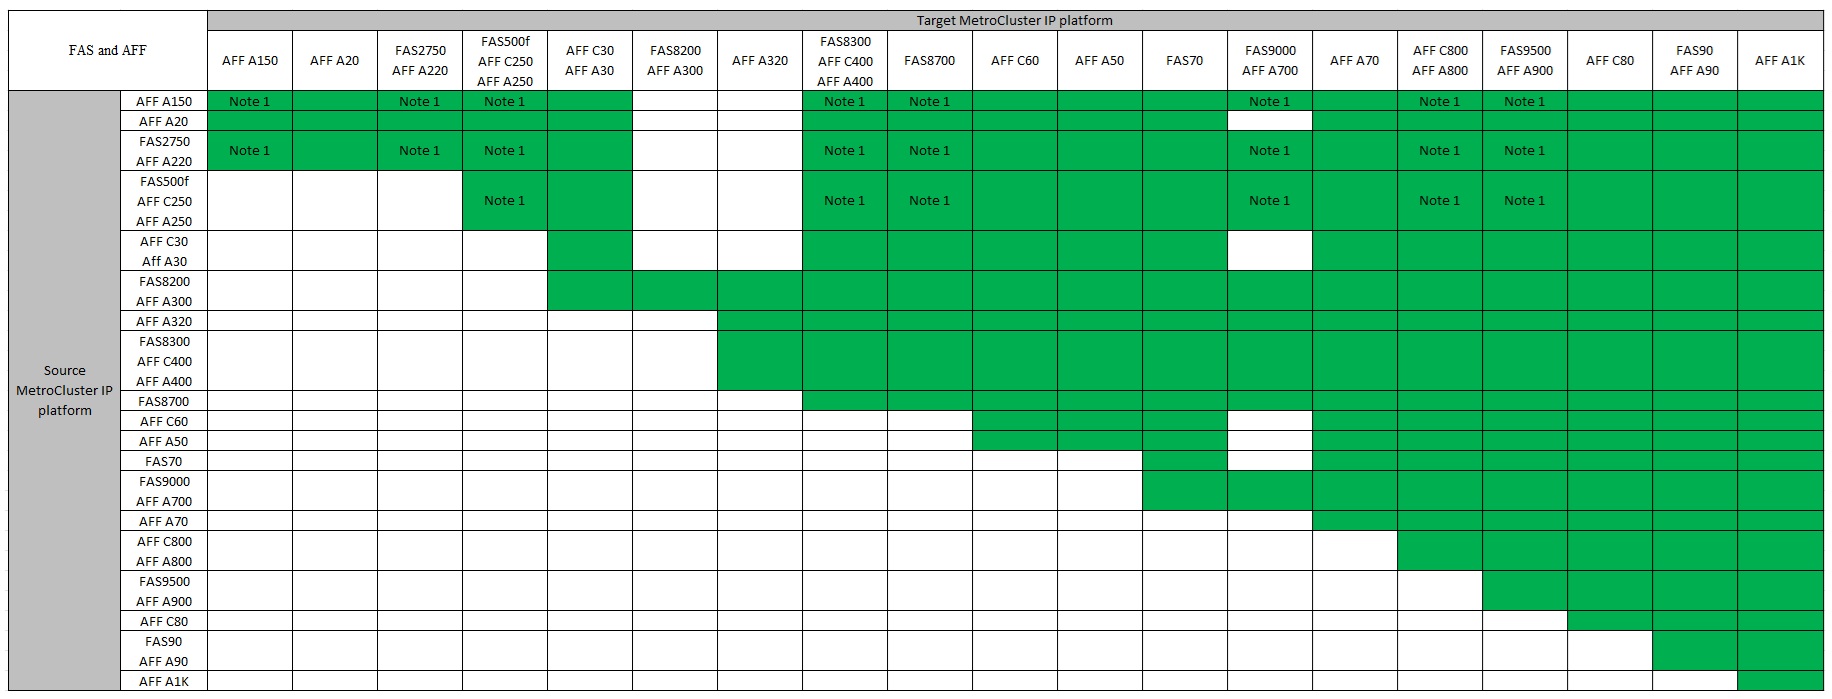 FAS and AFF
Target MetroCluster IP platform
AFF A150
AFF A20
FAS2750
AFF A220
FAS500f
AFF C250
AFF A250
AFF C30
AFF A30
FAS8200
AFF A300
AFF A320
FAS8300
AFF C400
AFF A400
FAS8700
AFF C60
AFF A50
FAS70
FAS9000
AFF A700
AFF A70
AFF C800
AFF A800
FAS9500
AFF A900
AFF C80
FAS90
AFF A90
AFF A1K
Source
MetroCluster IP
platform
AFF A150
Note 1
Note 1
Note 1
Note 1
Note 1
Note 1
Note 1
Note 1
AFF A20
FAS2750
AFF A220
Note 1
Note 1
Note 1
Note 1
Note 1
Note 1
Note 1
Note 1
FAS500f
AFF C250
AFF A250
Note 1
Note 1
Note 1
Note 1
Note 1
Note 1
AFF C30
Aff A30
FAS8200
AFF A300
AFF A320
FAS8300
AFF C400
AFF A400
FAS8700
AFF C60
AFF A50
FAS70
FAS9000
AFF A700
AFF A70
AFF C800
AFF A800
FAS9500
AFF A900
AFF C80
FAS90
AFF A90
AFF A1K